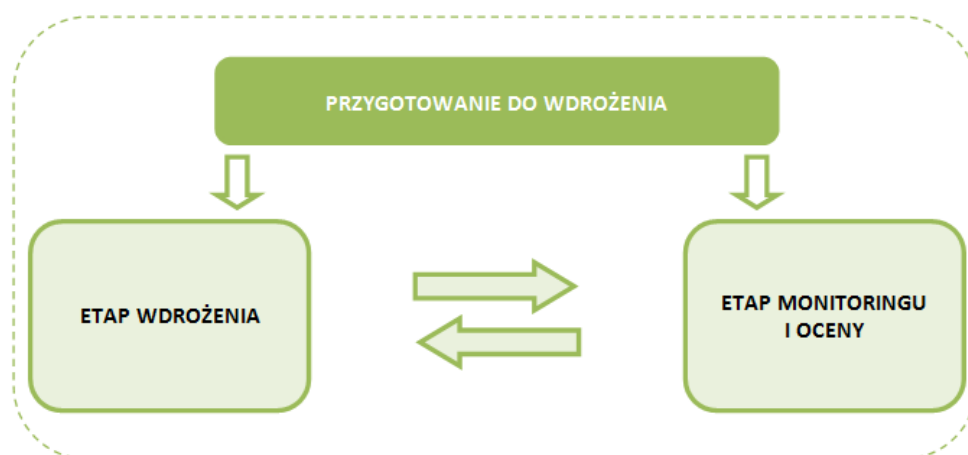 PRZYGOTOWANIE DO WDROŻENIA
ETAP WDROŻENIA
ETAP MONITORINGU
I OCENY